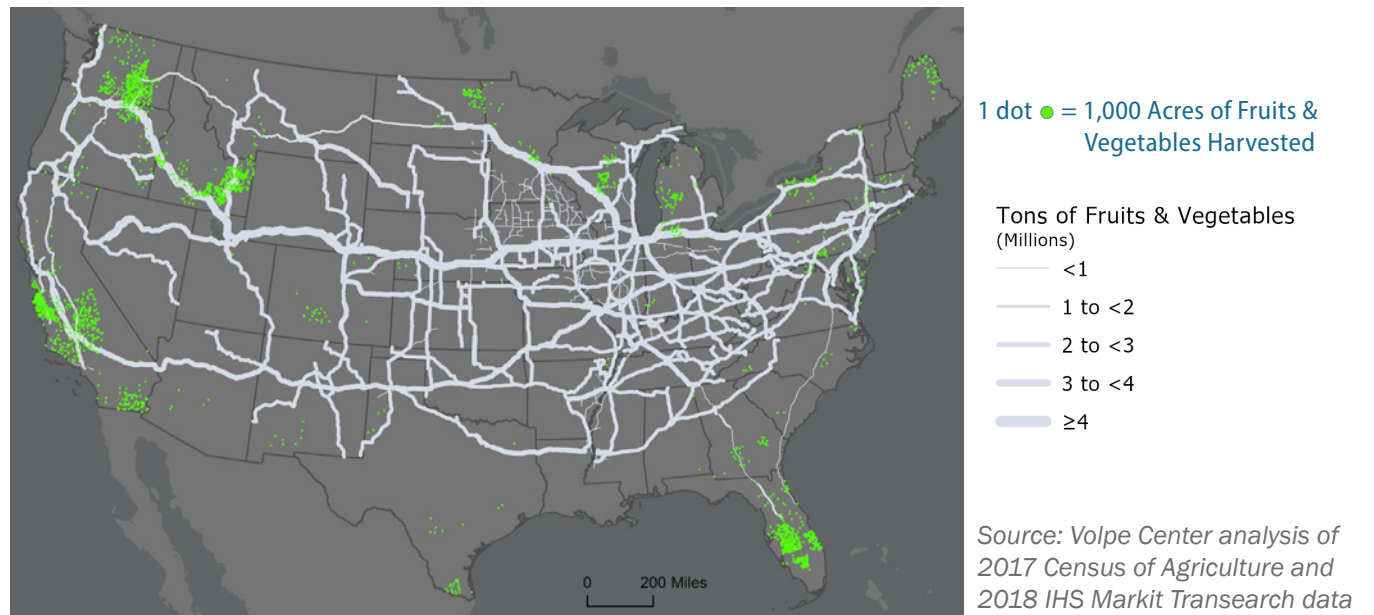 1 dot = 1,000 Acres of Fruits &
Vegetables Harvested
Tons of Fruits & Vegetables
(Millions)
<1
1 to <2
2 to <3
3 to <4
≥4
0 200 Miles
Source: Volpe Center analysis of
2017 Census of Agriculture and
2018 IHS Markit Transearch data